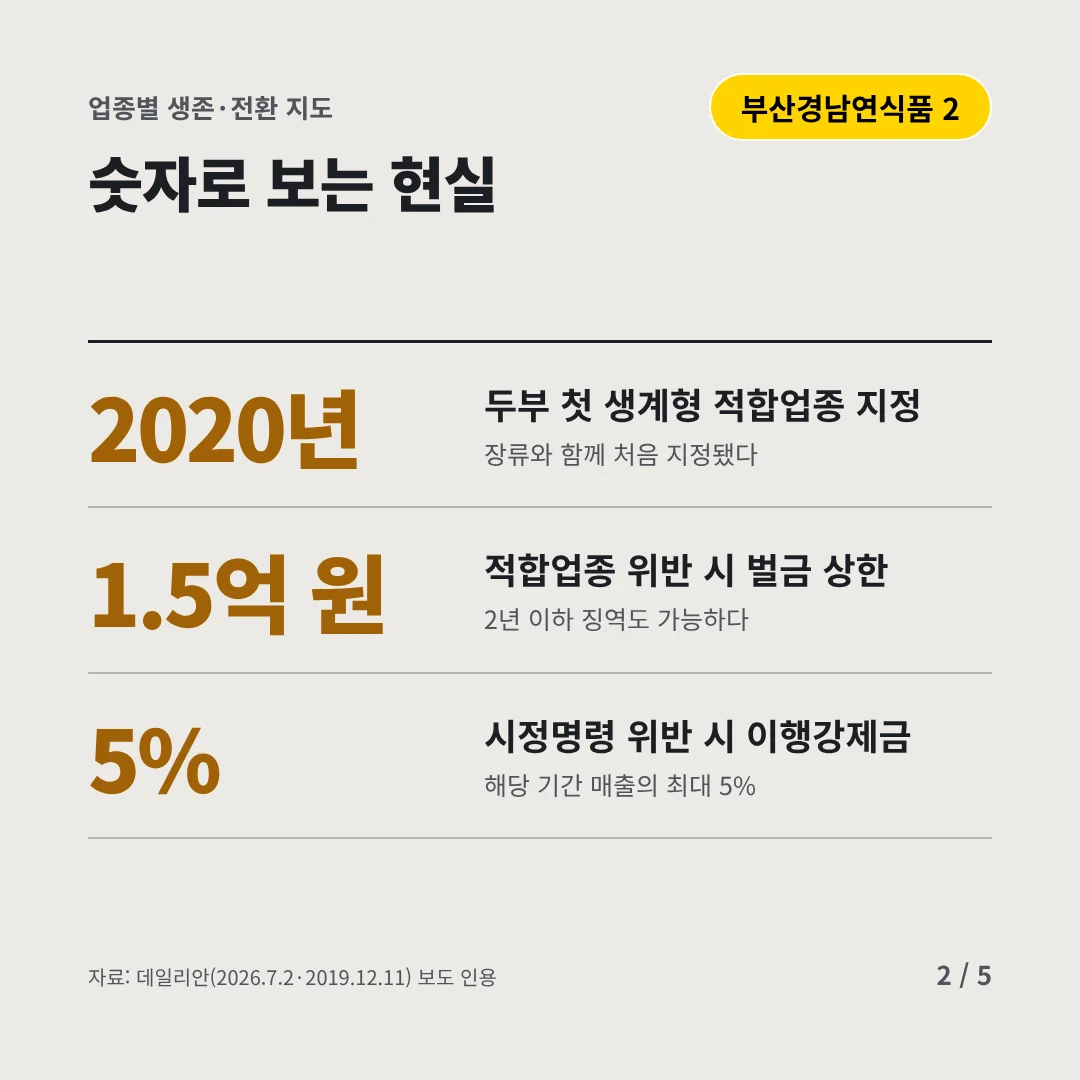 업종별 생존·전환 지도
부산경남연식품 2
숫자로 보는 현실
2020년
두부 첫 생계형 적합업종 지정
장류와 함께 처음 지정됐다
1.5억 원
적합업종 위반 시 벌금 상한
2년 이하 징역도 가능하다
5%
시정명령 위반 시 이행강제금
해당 기간 매출의 최대 5%
자료: 데일리안(2026.7.2·2019.12.11) 보도 인용
2 / 5